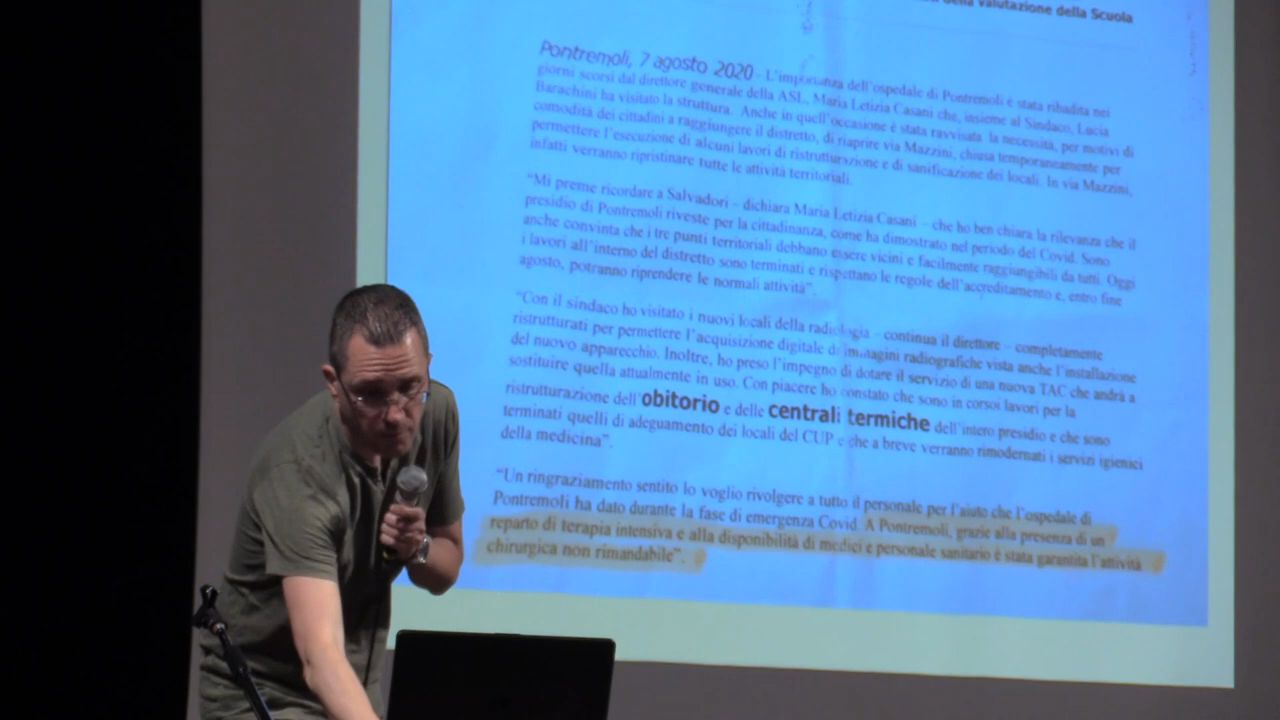 della valutazione della Scuola
Pontremoli, 7 agosto 2020 - L'importanza dell'ospedale di Pontremoli è stata ribadita nei
giorni scorsi dal direttore generale della ASL, Maria Letizia Casani che, insieme al Sindaco, Lucia
Barachini ha visitato la struttura. Anche in quell'occasione è stata ravvisata la necessità, per motivi di
comodità dei cittadini a raggiungere il distretto, di riaprire via Mazzini, chiusa temporaneamente per
permettere l'esecuzione di alcuni lavori di ristrutturazione e di sanificazione dei locali. In via Mazzini,
infatti verranno ripristinare tutte le attività territoriali.
"Mi preme ricordare a Salvadori – dichiara Maria Letizia Casani – che ho ben chiara la rilevanza che il
presidio di Pontremoli riveste per la cittadinanza, come ha dimostrato nel periodo del Covid. Sono
anche convinta che i tre punti territoriali debbano essere vicini e facilmente raggiungibili da tutti. Oggi
i lavori all'interno del distretto sono terminati e rispettano le regole dell'accreditamento e, entro fine
agosto, potranno riprendere le normali attività".
"Con il sindaco ho visitato i nuovi locali della radiologia – continua il direttore – completamente
ristrutturati per permettere l'acquisizione digitale di immagini radiografiche vista anche l'installazione
del nuovo apparecchio. Inoltre, ho preso l'impegno di dotare il servizio di una nuova TAC che andrà a
sostituire quella attualmente in uso. Con piacere ho constato che sono in corsoi lavori per la
ristrutturazione dell'obitorio e delle centrali termiche dell'intero presidio e che sono
terminati quelli di adeguamento dei locali del CUP e che a breve verranno rimodernati i servizi igienici
della medicina".
"Un ringraziamento sentito lo voglio rivolgere a tutto il personale per l'aiuto che l'ospedale di
Pontremoli ha dato durante la fase di emergenza Covid. A Pontremoli, grazie alla presenza di un
reparto di terapia intensiva e alla disponibilità di medici e personale sanitario è stata garantita l'attività
chirurgica non rimandabile".